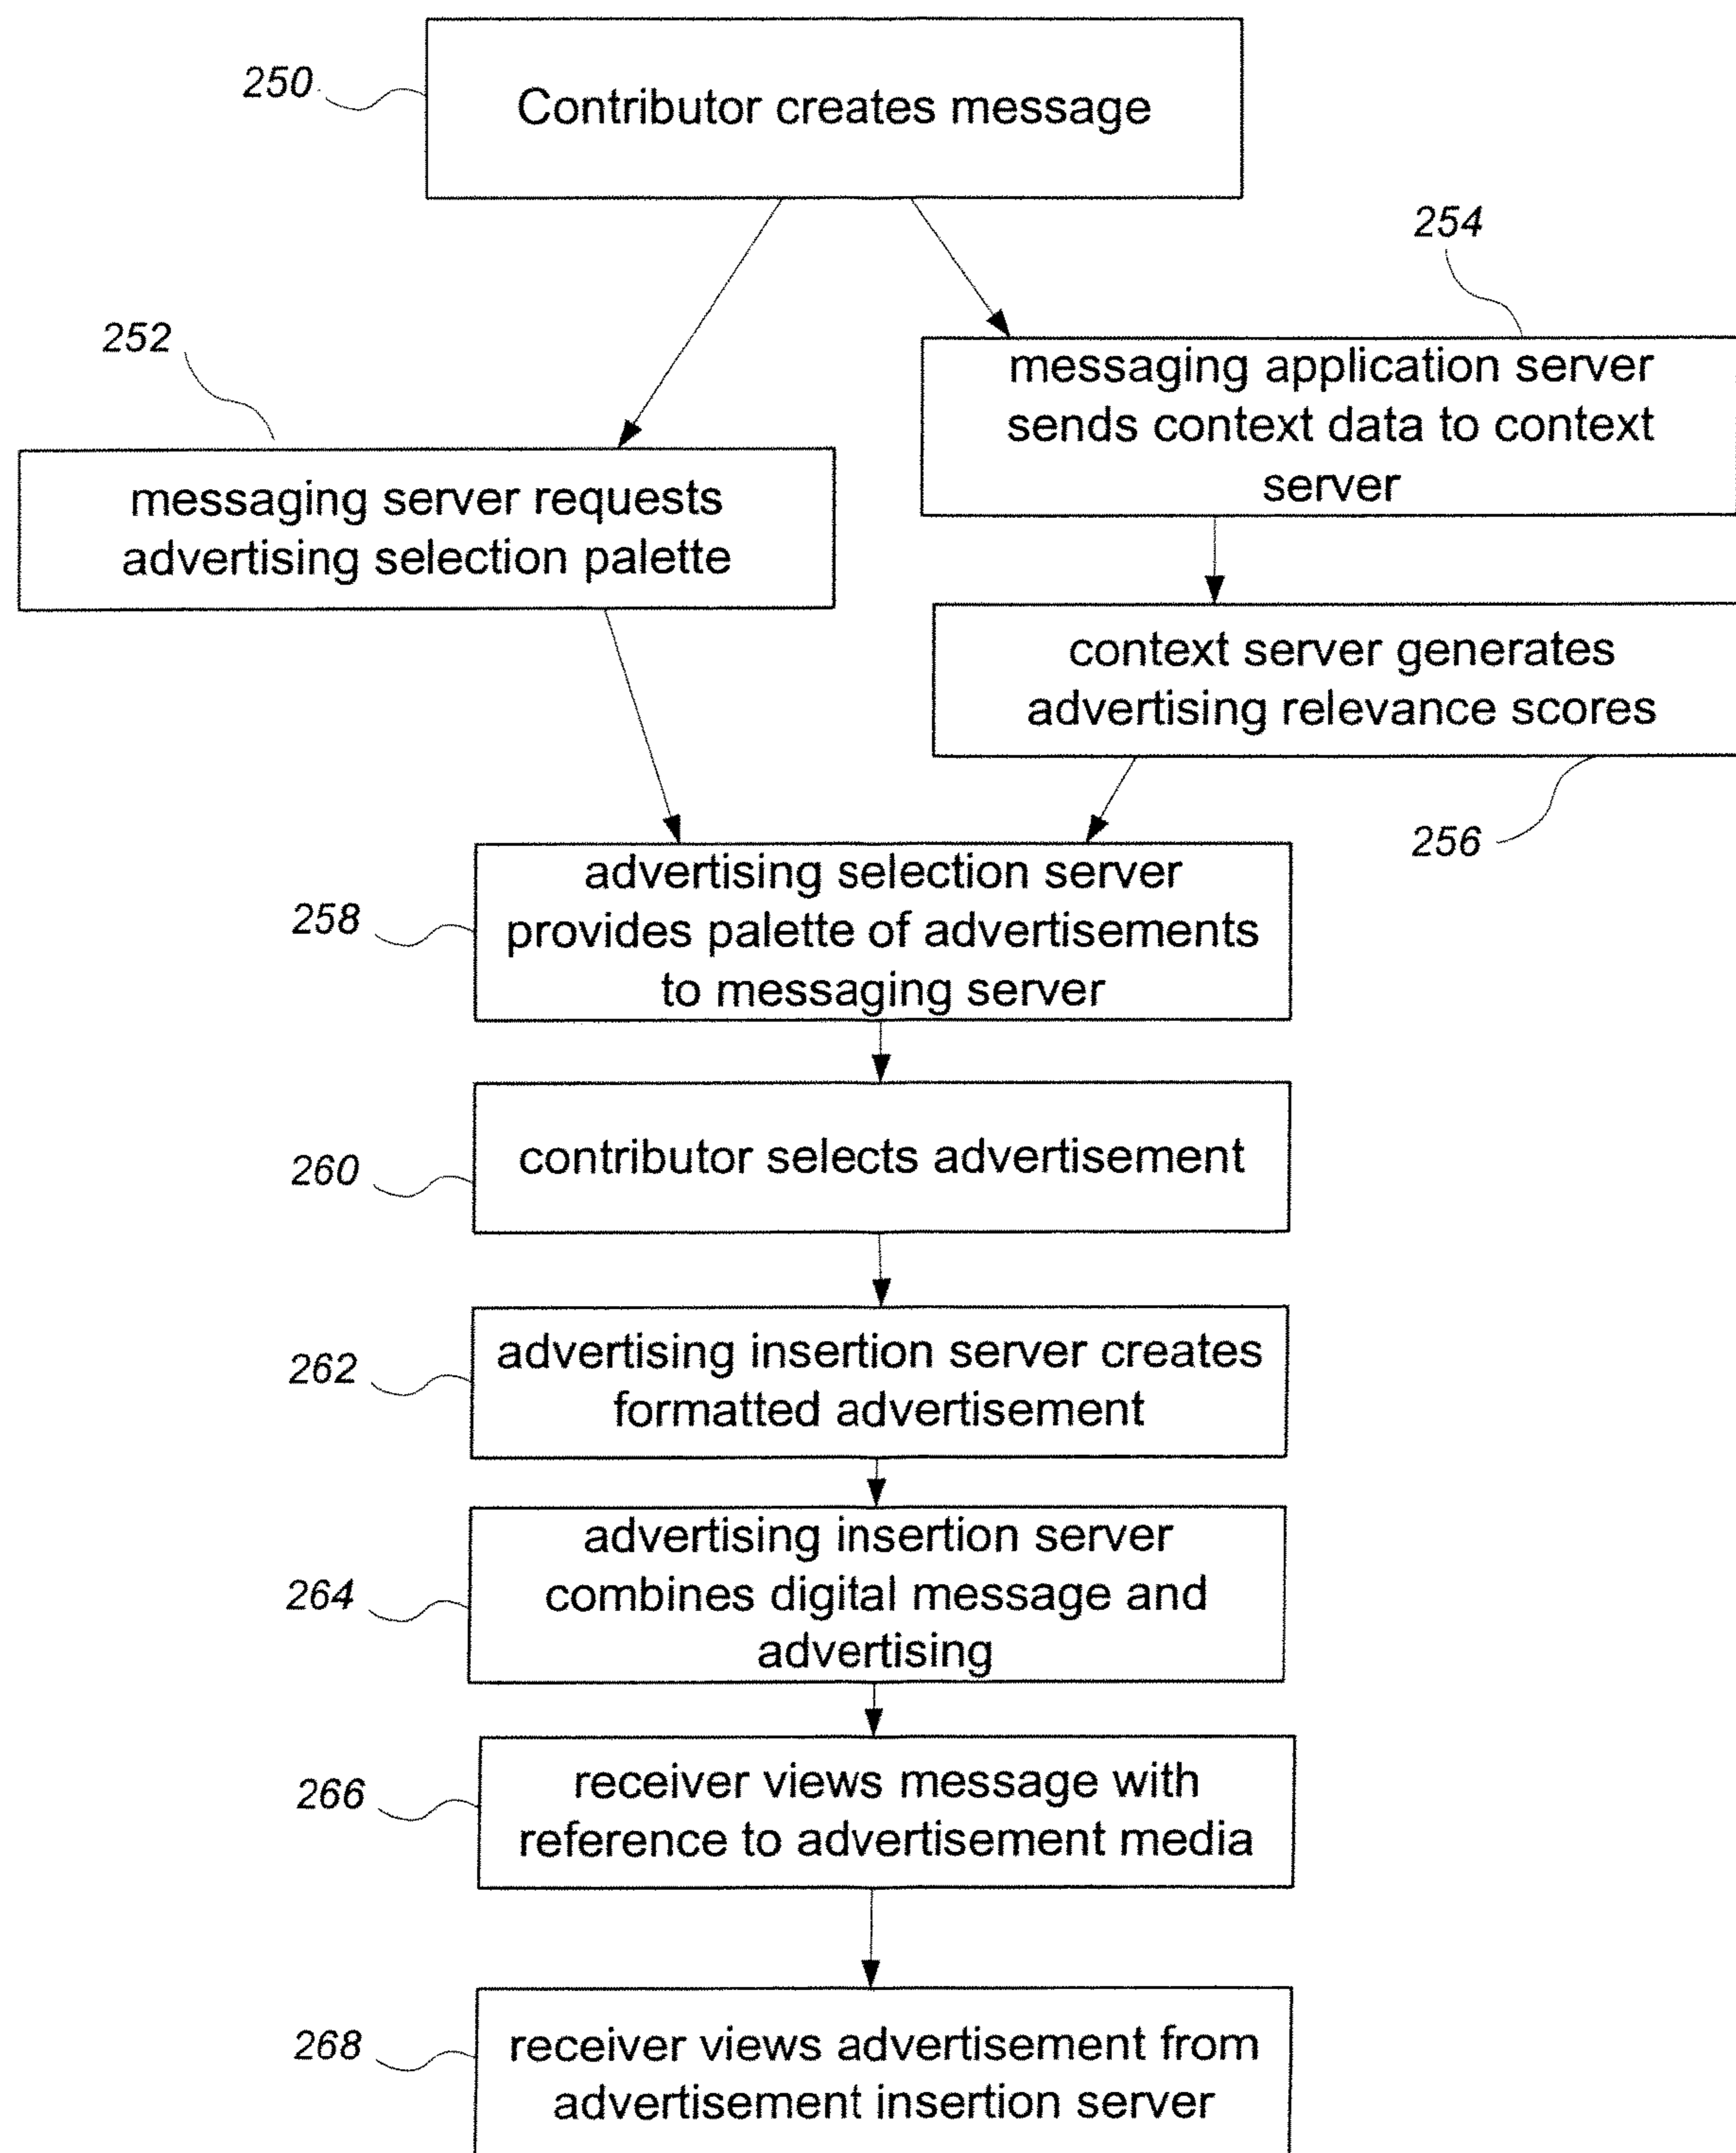 250
Contributor creates message
254
252
messaging application server
sends context data to context
server
messaging server requests
advertising selection palette
context server generates
advertising relevance scores
256
258
advertising selection server
provides palette of advertisements
to messaging server
260
contributor selects advertisement
262
advertising insertion server creates
formatted advertisement
264
advertising insertion server
combines digital message and
advertising
266
receiver views message with
reference to advertisement media
268
receiver views advertisement from
advertisement insertion server